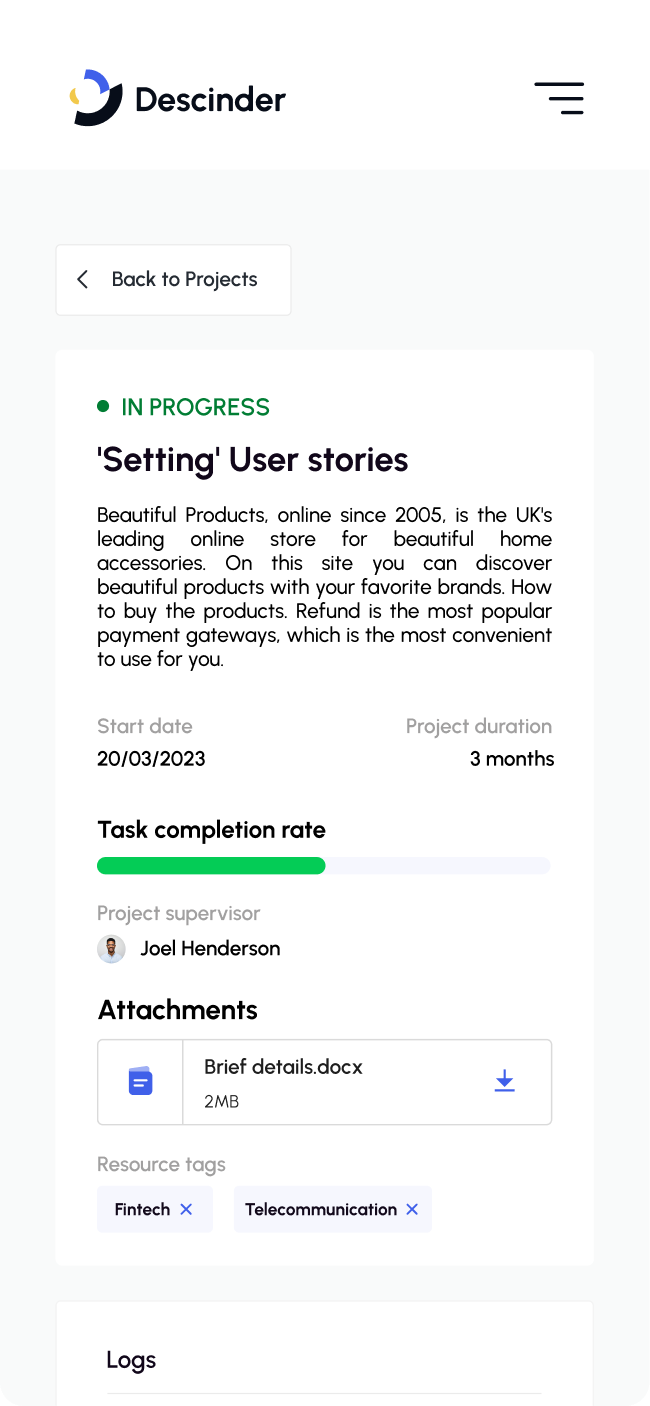 Descinder
Back to Projects
IN PROGRESS
'Setting' User stories
Beautiful Products, online since 2005, is the UK's
leading online store for beautiful home
accessories. On this site you can discover
beautiful products with your favorite brands. How
to buy the products. Refund is the most popular
payment gateways, which is the most convenient
to use for you.
Start date
Project duration
20/03/2023
3 months
Task completion rate
Project supervisor
Joel Henderson
Attachments
Brief details.docx
2MB
Resource tags
Fintech
Telecommunication
Logs